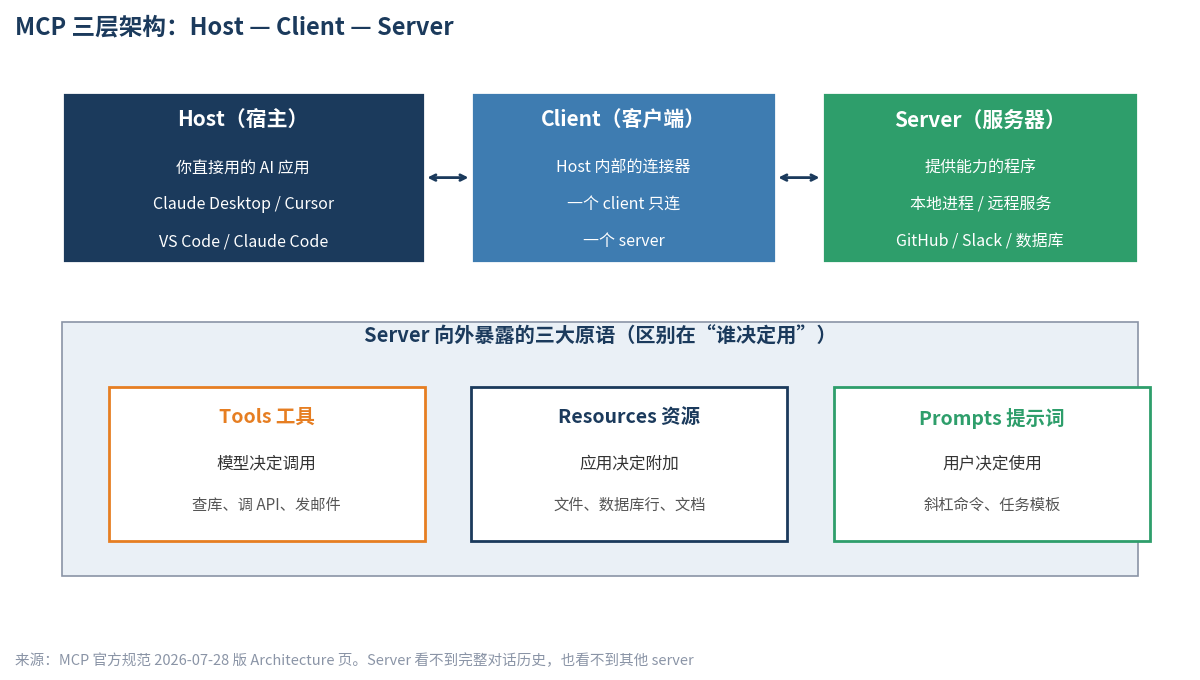 MCP 三层架构：Host — Client — Server
Host（宿主）
你直接用的 AI 应用
Claude Desktop / Cursor
VS Code / Claude Code
Client（客户端）
Host 内部的连接器
一个 client 只连
一个 server
Server（服务器）
提供能力的程序
本地进程 / 远程服务
GitHub / Slack / 数据库
Server 向外暴露的三大原语（区别在“谁决定用”）
Tools 工具
模型决定调用
查库、调 API、发邮件
Resources 资源
应用决定附加
文件、数据库行、文档
Prompts 提示词
用户决定使用
斜杠命令、任务模板
来源：MCP 官方规范 2026-07-28 版 Architecture 页。Server 看不到完整对话历史，也看不到其他 server